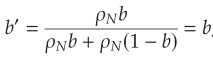 b′ = ρ_N b / (ρ_N b + ρ_N(1 − b)) = b,